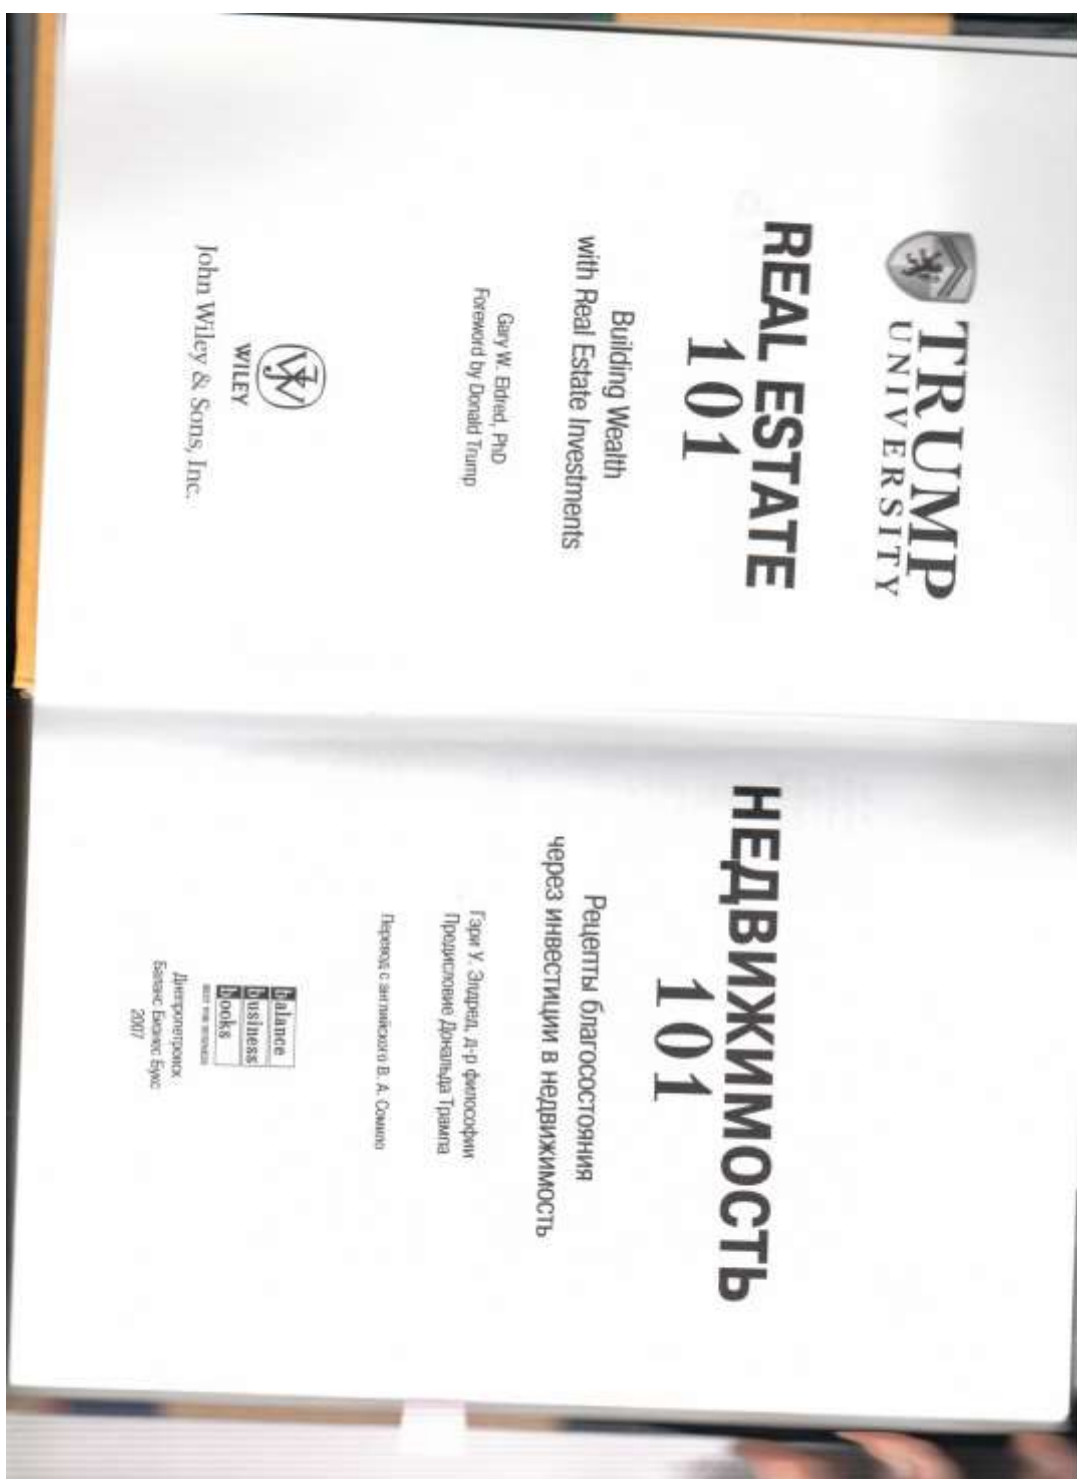 TRUMP
UNIVERSITY
REAL ESTATE
101
Building Wealth
with Real Estate Investments
Gary W. Eldred, PhD
Foreword by Donald Trump
WILEY
John Wiley & Sons, Inc.
НЕДВИЖИМОСТЬ
101
Рецепты благосостояния
через инвестиции в недвижимость
Гэри У. Элдред, д-р философии
Предисловие Дональда Трампа
Перевод с английского В. А.
balance
business
books
Днепропетровск
Баланс Бизнес Букс
2007